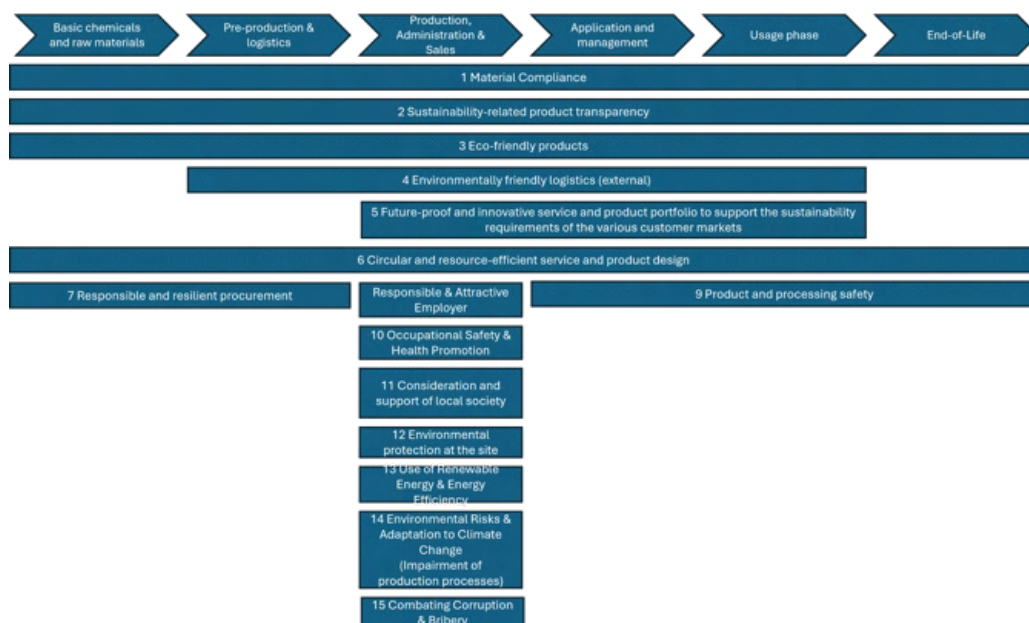 Basic chemicals
and raw materials
Pre-production &
logistics
Production,
Administration &
Sales
Application and
management
Usage phase
End-of-Life
1 Material Compliance
2 Sustainability-related product transparency
3 Eco-friendly products
4 Environmentally friendly logistics (external)
5 Future-proof and innovative service and product portfolio to support the sustainability
requirements of the various customer markets
6 Circular and resource-efficient service and product design
7 Responsible and resilient procurement
Responsible & Attractive
Employer
9 Product and processing safety
10 Occupational Safety &
Health Promotion
11 Consideration and
support of local society
12 Environmental
protection at the site
13 Use of Renewable
Energy & Energy
Efficiency
14 Environmental Risks &
Adaptation to Climate
Change
(Impairment of
production processes)
15 Combating Corruption
& Bribery